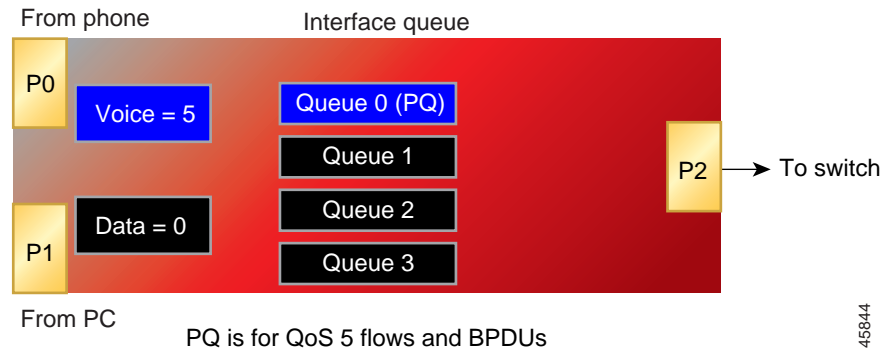 From phone
Interface queue
P0
Voice = 5
Queue 0 (PQ)
Queue 1
P2
To switch
Data = 0
Queue 2
P1
Queue 3
From PC
PQ is for QoS 5 flows and BPDUs
45844